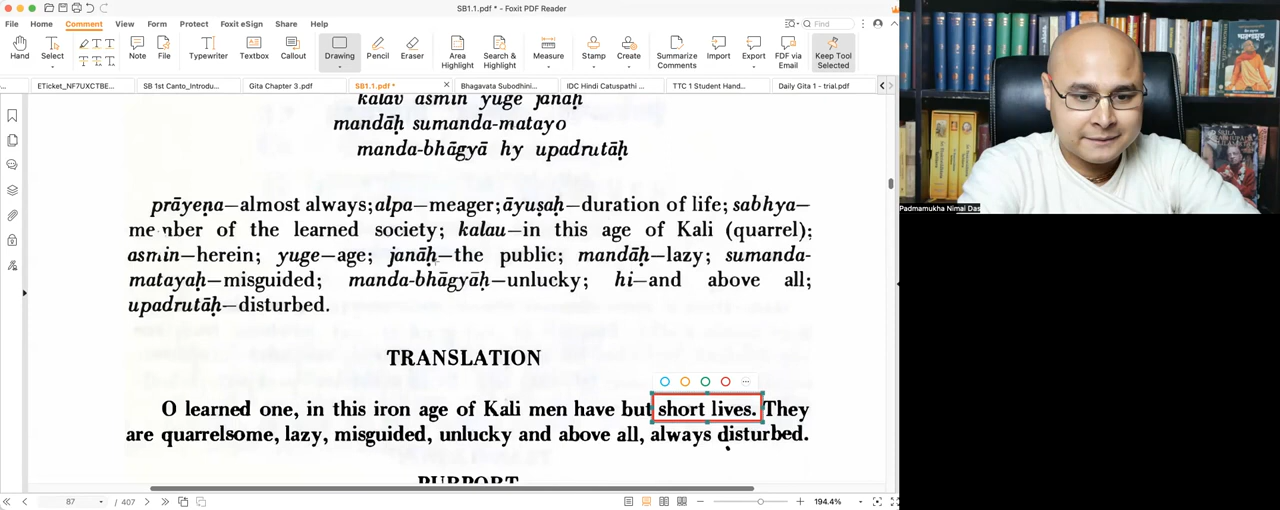 SB1.1.pdf * - Foxit PDF Reader
File Home Comment View Form Protect Foxit eSign Share Help
Find
Hand Select Note File Typewriter Textbox Callout Drawing Pencil Eraser Area Highlight Search & Highlight Measure Stamp Create Summarize Comments Import Export FDF via Email Keep Tool Selected
ETicket_NF7UXCTBE... SB 1st Canto_Introdu... Gita Chapter 3.pdf SB1.1.pdf * Bhagavata Subodhini... IDC Hindi Catuspathi ... TTC 1 Student Hand... Daily Gita 1 - trial.pdf
kalāv asmin yuge janāḥ
mandāḥ sumanda-matayo
manda-bhāgyā hy upadrutāḥ
prāyeṇa—almost always; alpa—meager; āyuṣaḥ—duration of life; sabhya—
member of the learned society; kalau—in this age of Kali (quarrel);
asmin—herein; yuge—age; janāḥ—the public; mandāḥ—lazy; sumanda-
matayaḥ—misguided; manda-bhāgyāḥ—unlucky; hi—and above all;
upadrutāḥ—disturbed.
TRANSLATION
O learned one, in this iron age of Kali men have but short lives. They
are quarrelsome, lazy, misguided, unlucky and above all, always disturbed.
PURPORT
87 / 407
194.4%
Padmamukha Nimai Das